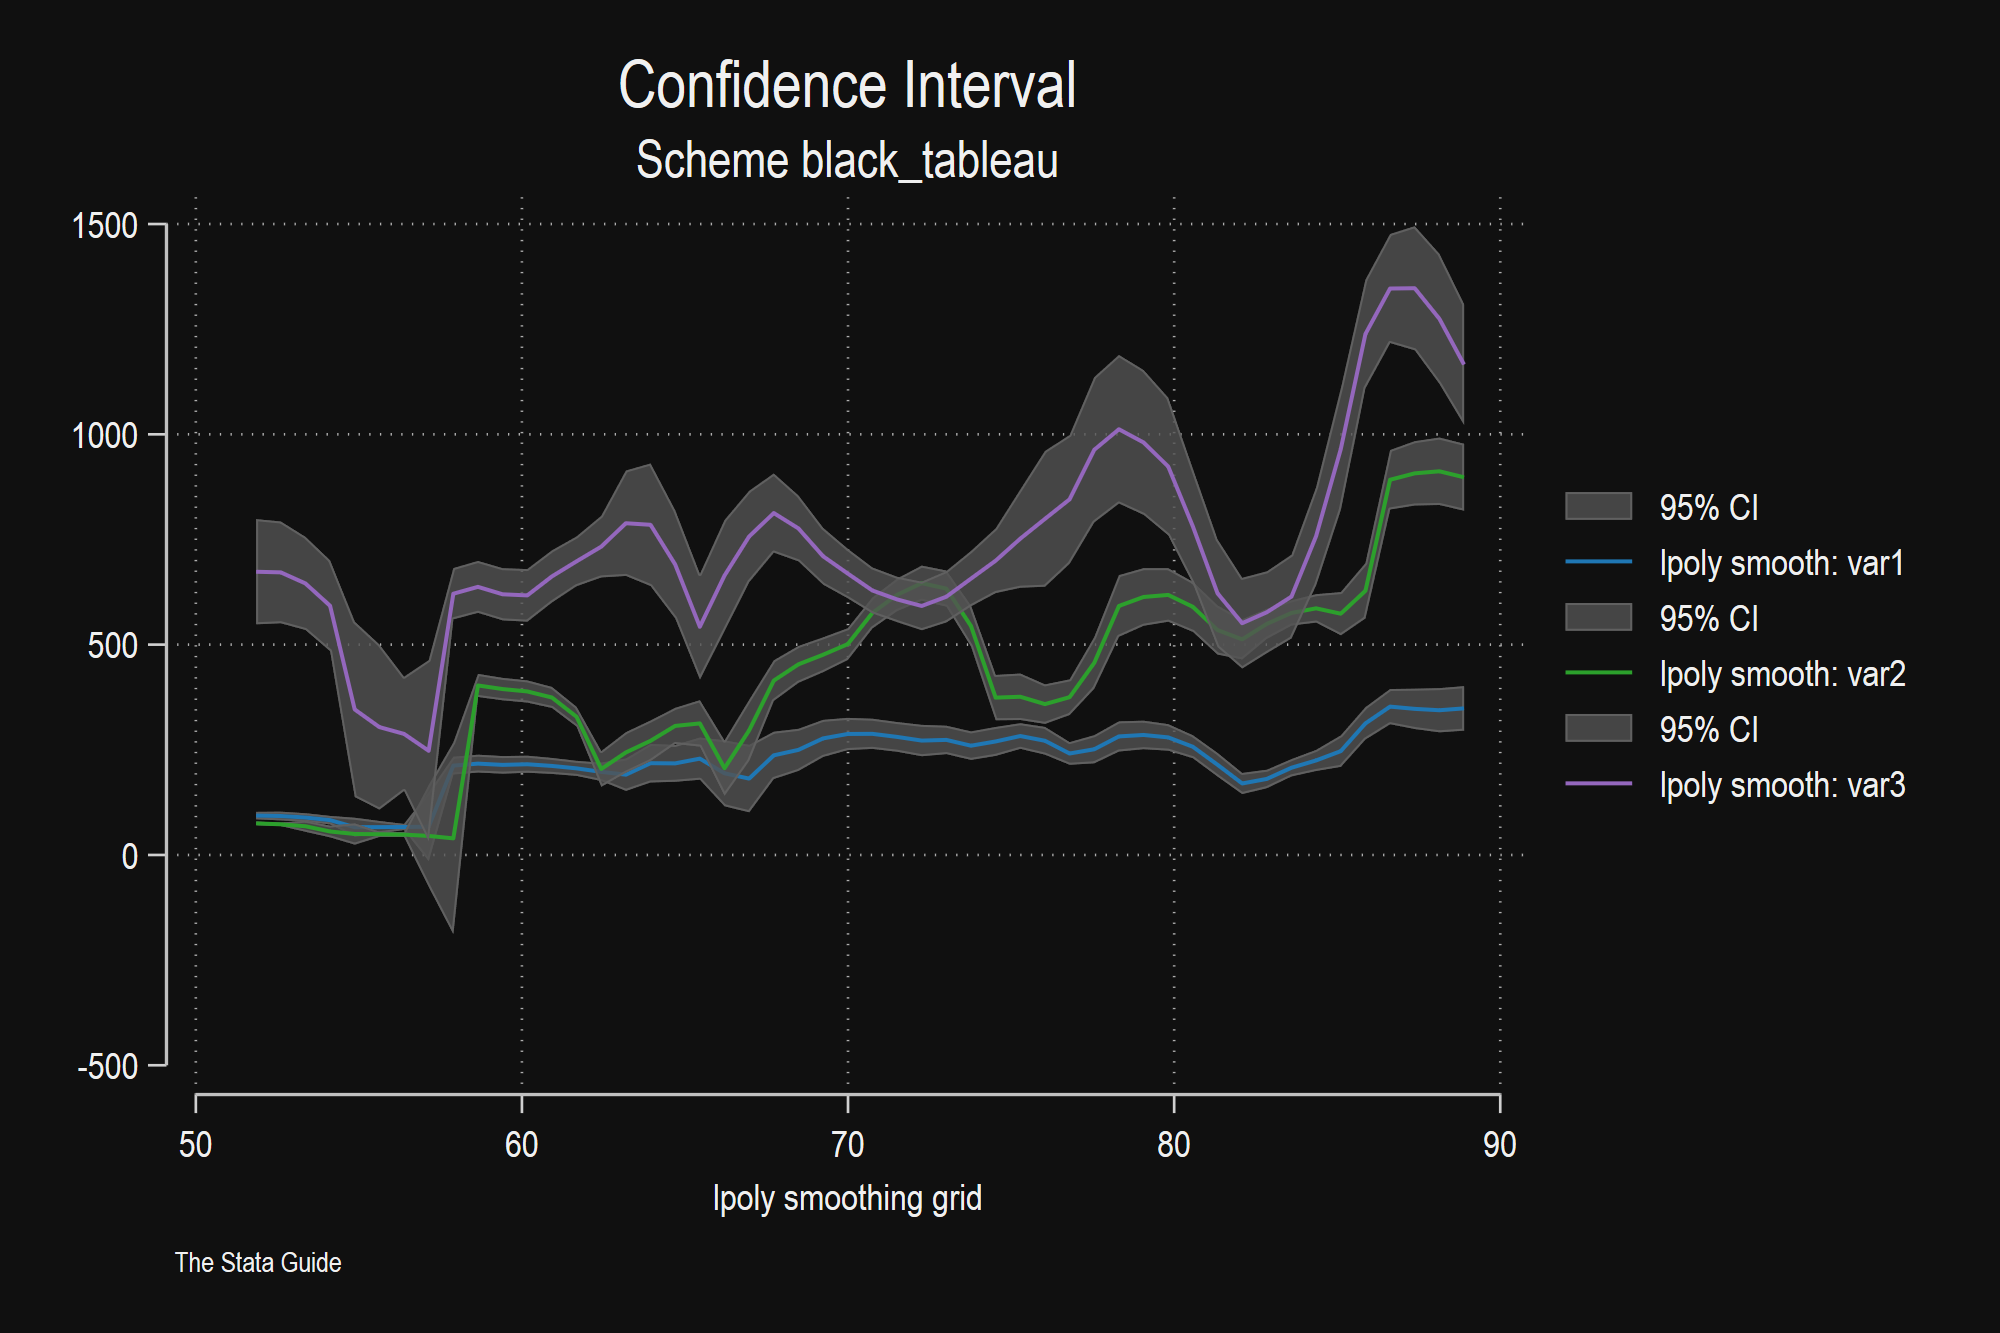 Confidence Interval
Scheme black_tableau
1500
1000
500
0
-500
50 60 70 80 90
lpoly smoothing grid
95% CI
lpoly smooth: var1
95% CI
lpoly smooth: var2
95% CI
lpoly smooth: var3
The Stata Guide